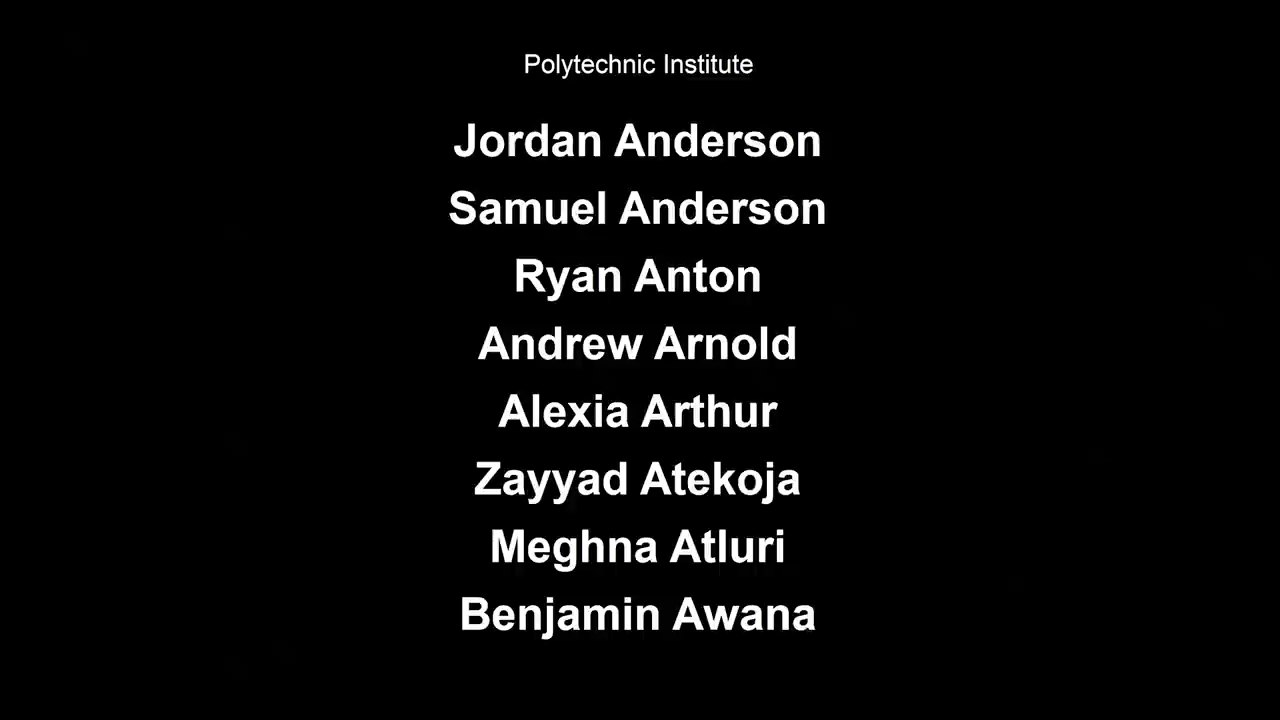 Polytechnic Institute
Jordan Anderson
Samuel Anderson
Ryan Anton
Andrew Arnold
Alexia Arthur
Zayyad Atekoja
Meghna Atluri
Benjamin Awana